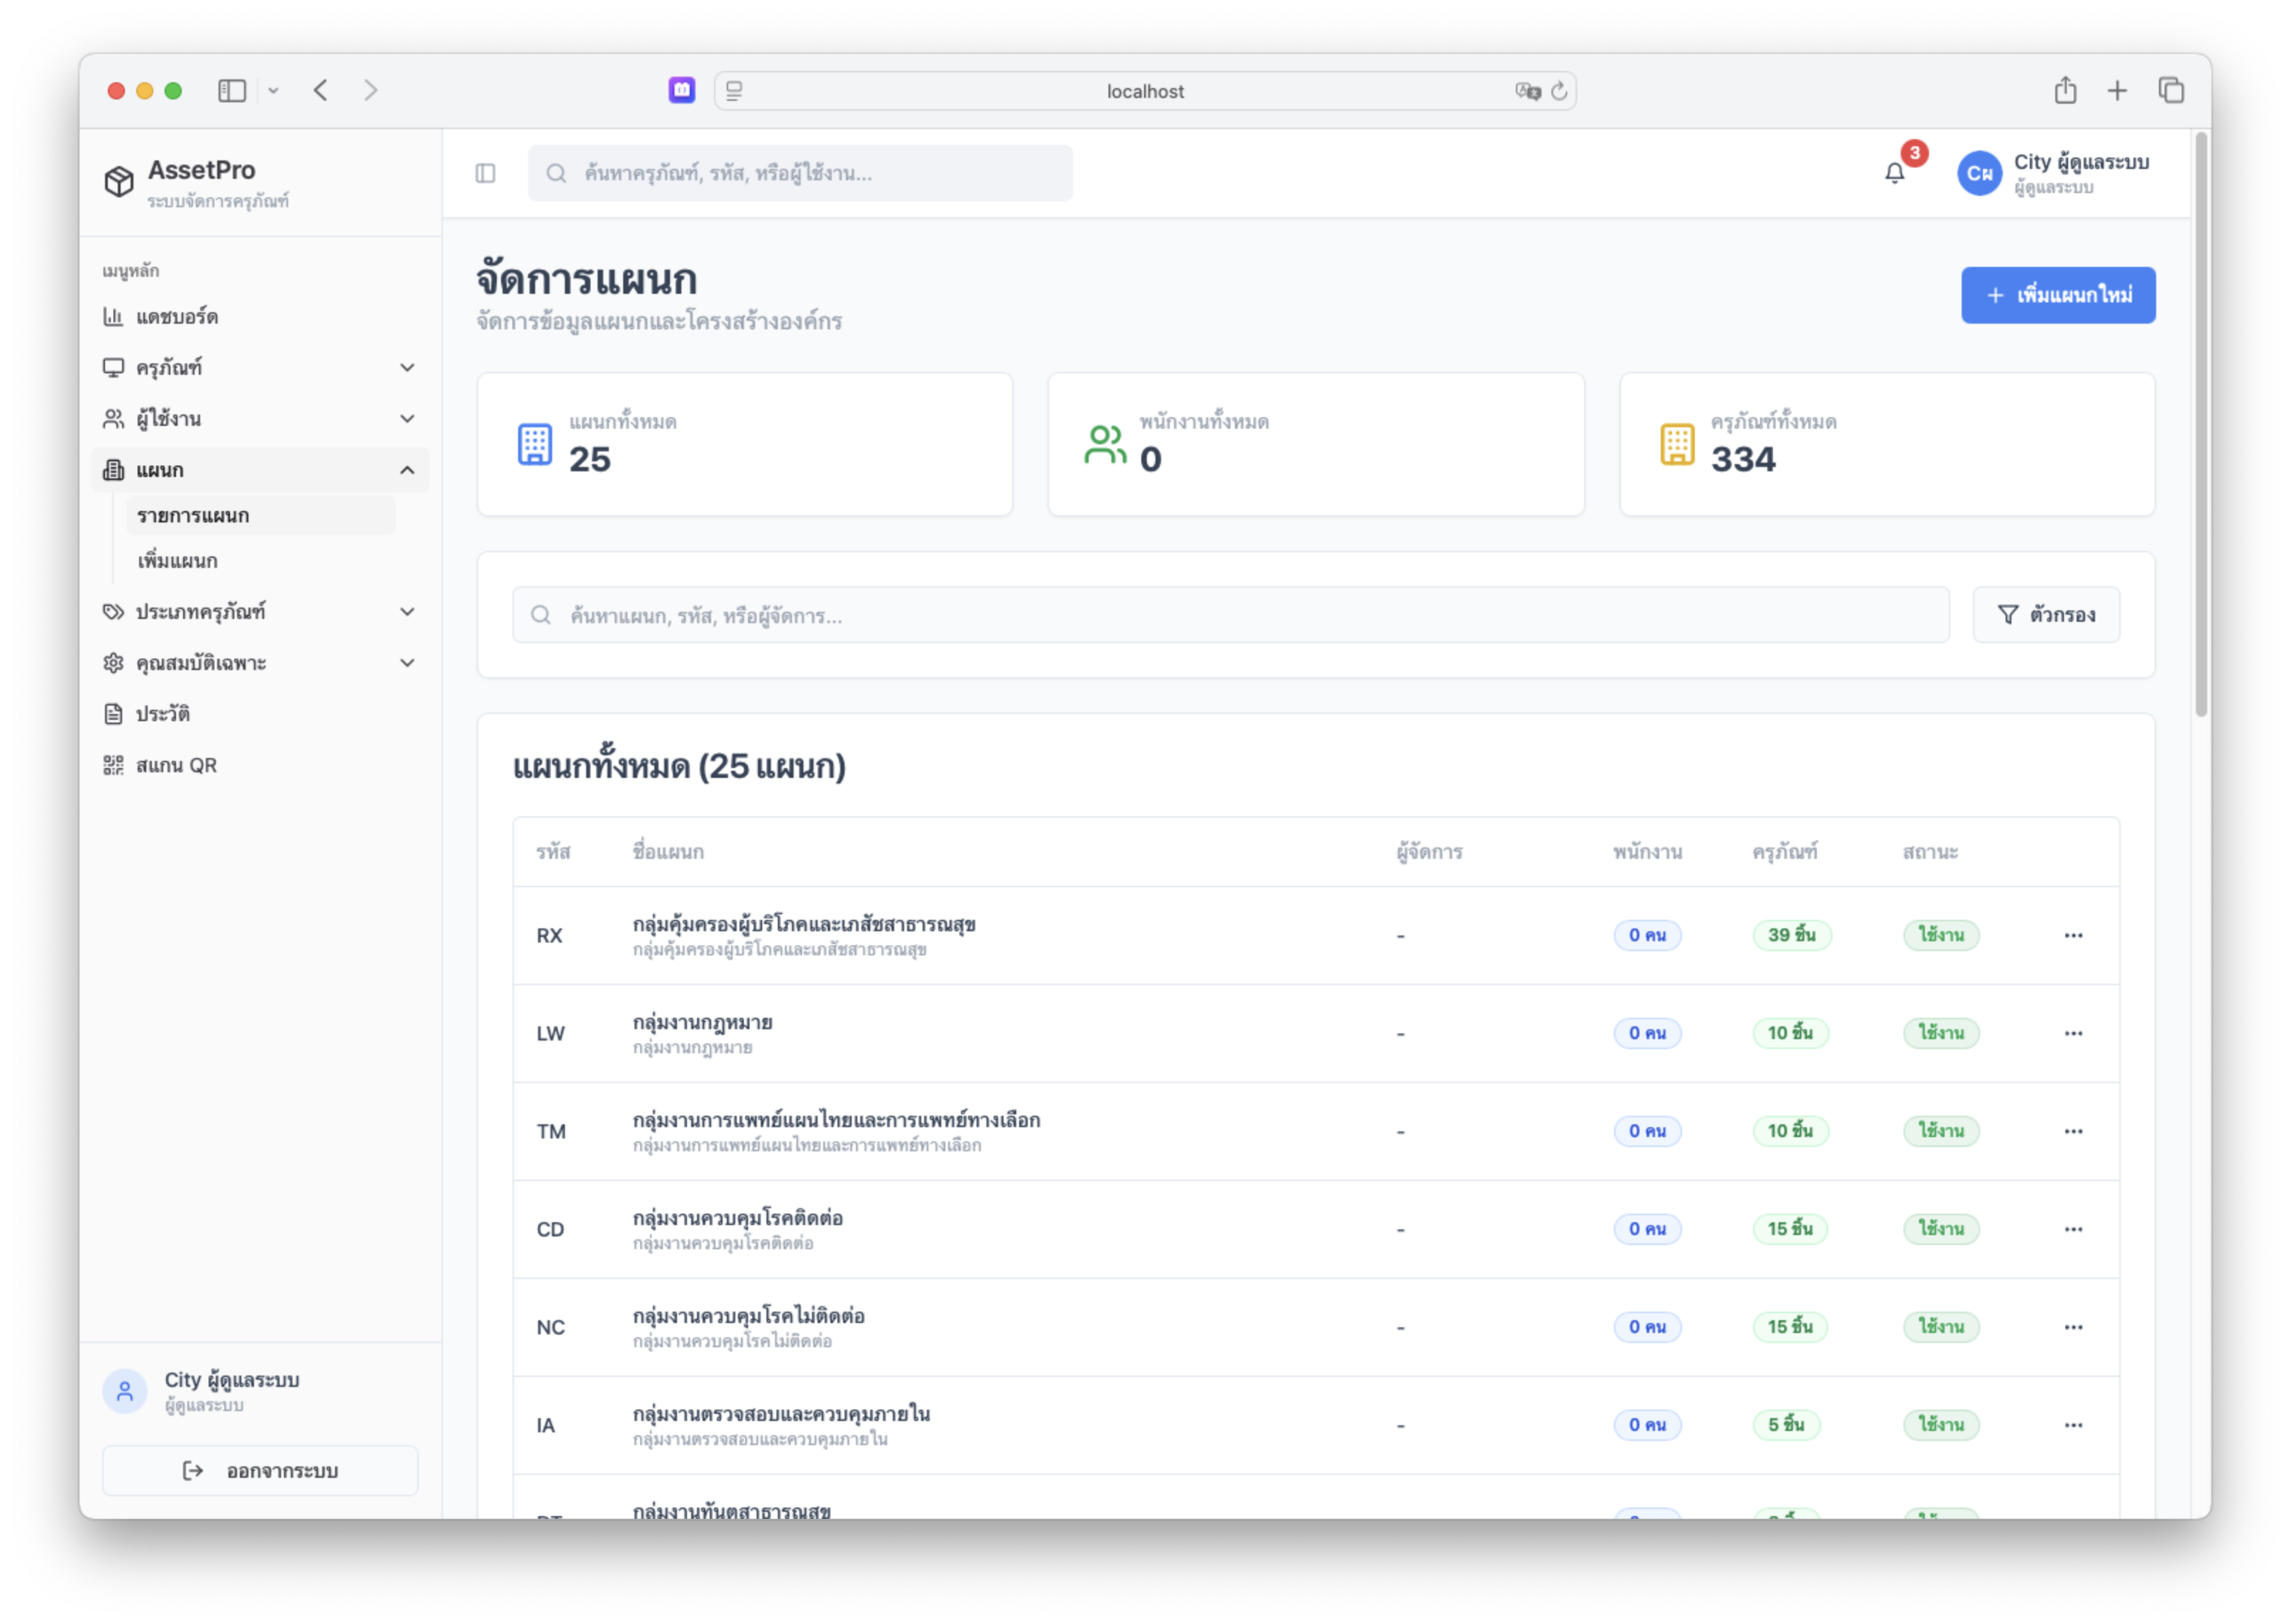 localhost
AssetPro
ระบบจัดการครุภัณฑ์
ค้นหาครุภัณฑ์, รหัส, หรือผู้ใช้งาน...
3
Cผ
City ผู้ดูแลระบบ
ผู้ดูแลระบบ
เมนูหลัก
แดชบอร์ด
ครุภัณฑ์
ผู้ใช้งาน
แผนก
รายการแผนก
เพิ่มแผนก
ประเภทครุภัณฑ์
คุณสมบัติเฉพาะ
ประวัติ
สแกน QR
City ผู้ดูแลระบบ
ผู้ดูแลระบบ
ออกจากระบบ
จัดการแผนก
จัดการข้อมูลแผนกและโครงสร้างองค์กร
เพิ่มแผนกใหม่
แผนกทั้งหมด
25
พนักงานทั้งหมด
0
ครุภัณฑ์ทั้งหมด
334
ค้นหาแผนก, รหัส, หรือผู้จัดการ...
ตัวกรอง
แผนกทั้งหมด (25 แผนก)
รหัส ชื่อแผนก ผู้จัดการ พนักงาน ครุภัณฑ์ สถานะ
RX กลุ่มคุ้มครองผู้บริโภคและเภสัชสาธารณสุข - 0 คน 39 ชิ้น ใช้งาน
กลุ่มคุ้มครองผู้บริโภคและเภสัชสาธารณสุข
LW กลุ่มงานกฎหมาย - 0 คน 10 ชิ้น ใช้งาน
กลุ่มงานกฎหมาย
TM กลุ่มงานการแพทย์แผนไทยและการแพทย์ทางเลือก - 0 คน 10 ชิ้น ใช้งาน
กลุ่มงานการแพทย์แผนไทยและการแพทย์ทางเลือก
CD กลุ่มงานควบคุมโรคติดต่อ - 0 คน 15 ชิ้น ใช้งาน
กลุ่มงานควบคุมโรคติดต่อ
NC กลุ่มงานควบคุมโรคไม่ติดต่อ - 0 คน 15 ชิ้น ใช้งาน
กลุ่มงานควบคุมโรคไม่ติดต่อ
IA กลุ่มงานตรวจสอบและควบคุมภายใน - 0 คน 5 ชิ้น ใช้งาน
กลุ่มงานตรวจสอบและควบคุมภายใน
กลุ่มงานทันตสาธารณสุข